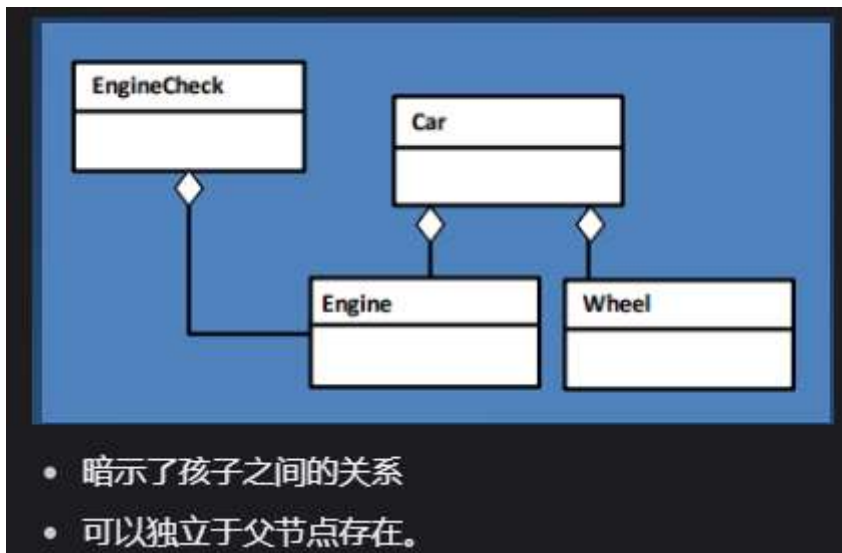 EngineCheck
Car
Engine
Wheel
暗示了孩子之间的关系
可以独立于父节点存在。